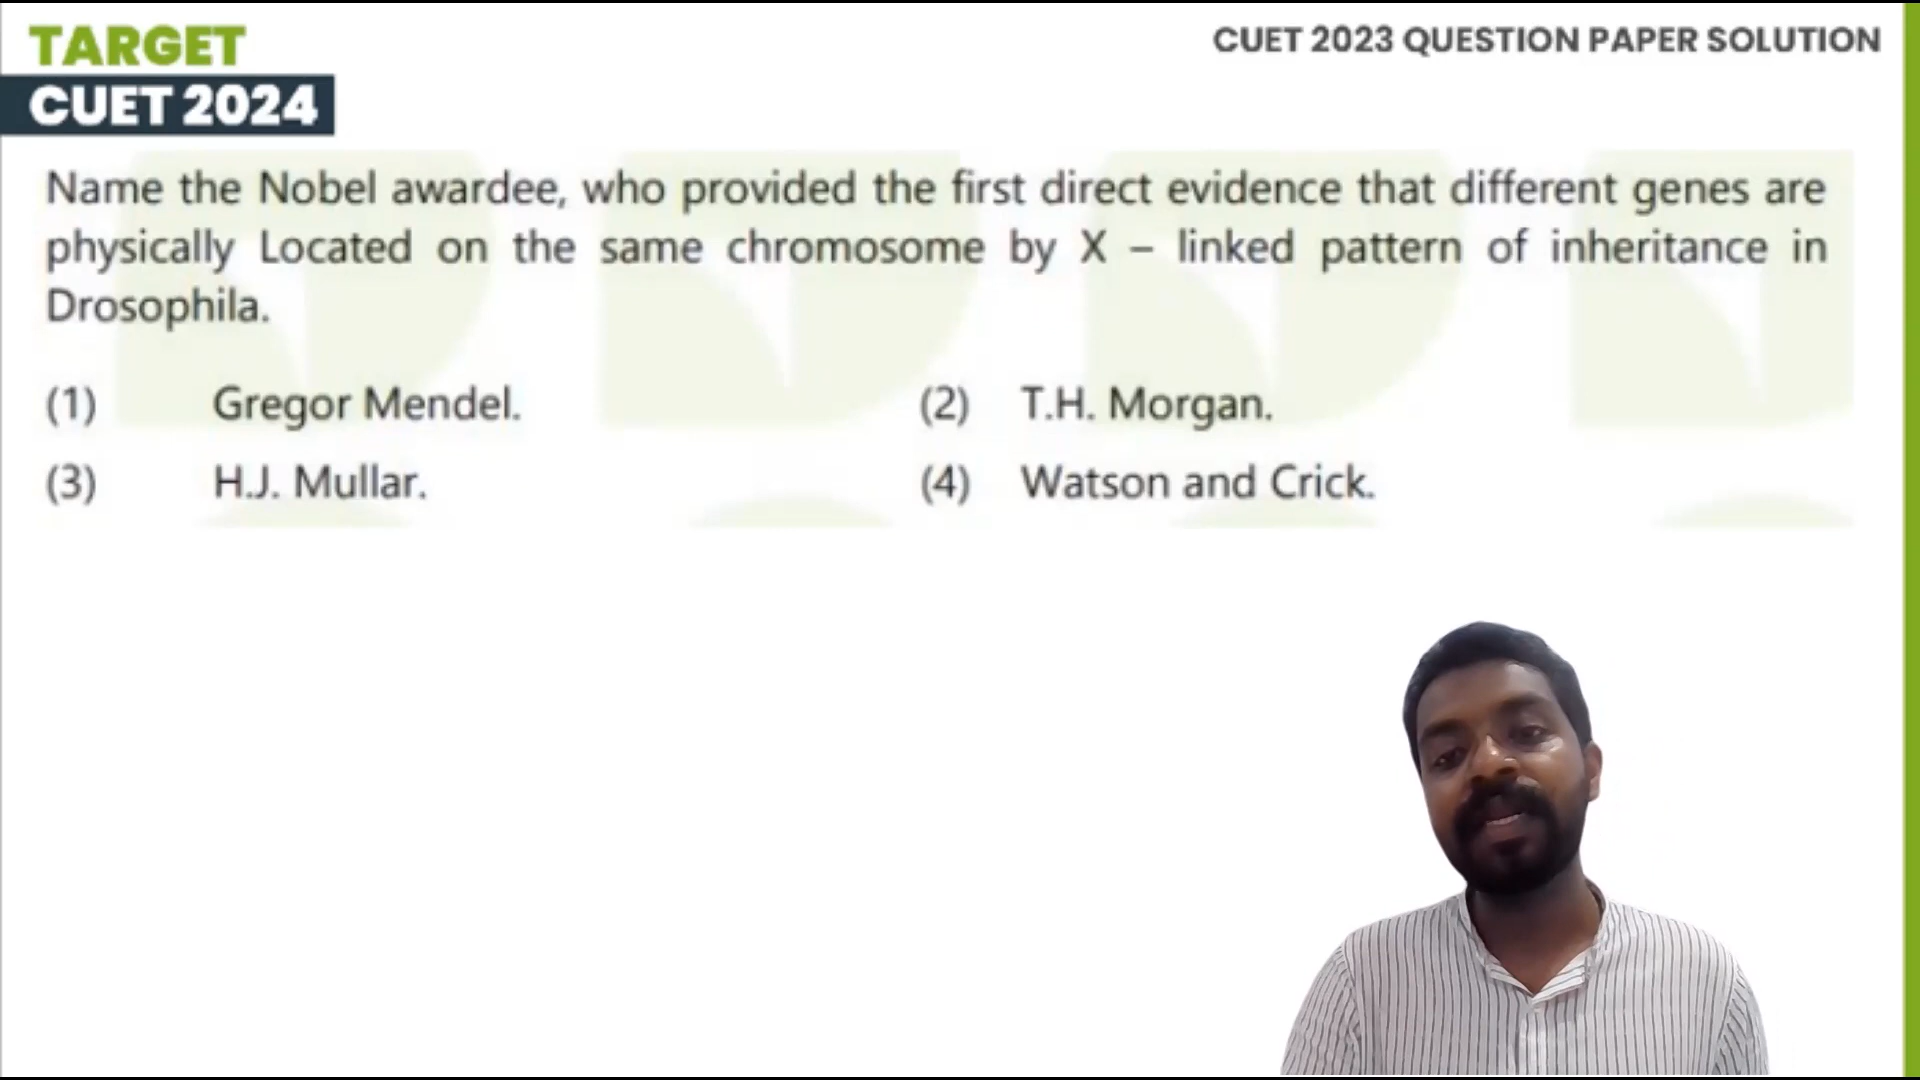 TARGET
CUET 2024
CUET 2023 QUESTION PAPER SOLUTION
Name the Nobel awardee, who provided the first direct evidence that different genes are
physically Located on the same chromosome by X – linked pattern of inheritance in
Drosophila.
(1) Gregor Mendel. (2) T.H. Morgan.
(3) H.J. Mullar. (4) Watson and Crick.